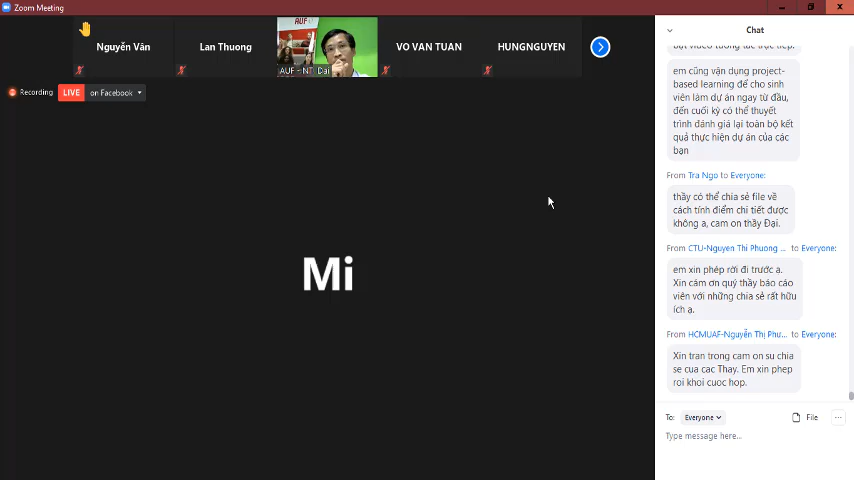 Zoom Meeting
Nguyễn Văn
Lan Thuong
AUF
AUF - NT. Dai
VO VAN TUAN
HUNGNGUYEN
Recording
LIVE
on Facebook
Mi
Chat
em cũng vận dụng project-
based learning để cho sinh
viên làm dự án ngay từ đầu,
đến cuối kỳ có thể thuyết
trình đánh giá lại toàn bộ kết
quả thực hiện dự án của các
bạn
From Tra Ngo to Everyone:
thầy có thể chia sẻ file về
cách tính điểm chi tiết được
không ạ, cam on thầy Đại.
From CTU-Nguyen Thi Phuong ... to Everyone:
em xin phép rời đi trước ạ.
Xin cám ơn quý thầy báo cáo
viên với những chia sẻ rất hữu
ích ạ.
From HCMUAF-Nguyễn Thị Phư... to Everyone:
Xin tran trong cam on su chia
se cua cac Thay. Em xin phep
roi khoi cuoc hop.
To: Everyone
File
Type message here...